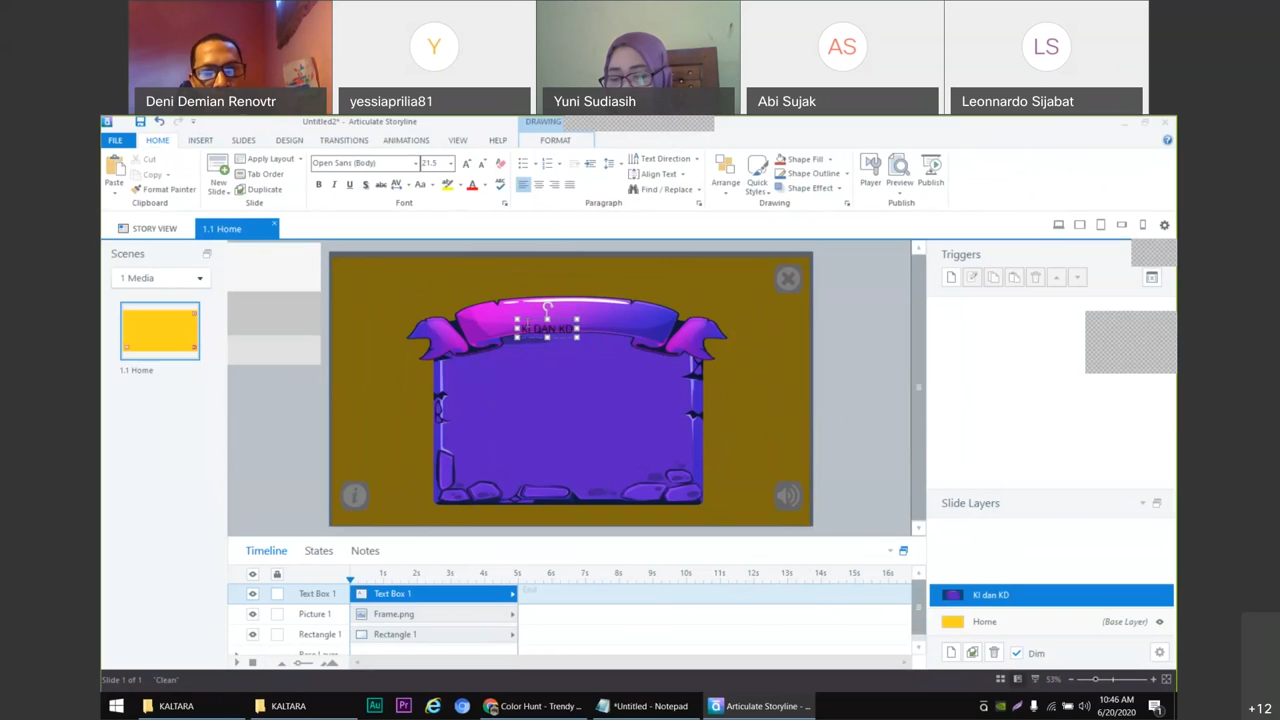 Y
AS
LS
Deni Demian Renovtr
yessiaprilia81
Yuni Sudiasih
Abi Sujak
Leonnardo Sijabat
Untitled2* - Articulate Storyline
DRAWING
FILE
HOME
INSERT
SLIDES
DESIGN
TRANSITIONS
ANIMATIONS
VIEW
HELP
FORMAT
Paste
Cut
Copy
Format Painter
Clipboard
New Slide
Apply Layout
Tab Order
Duplicate
Slide
Open Sans (Body)
21.5
B I U S abc AV Aa A
Font
Text Direction
Align Text
Find / Replace
Paragraph
Arrange
Quick Styles
Shape Fill
Shape Outline
Shape Effect
Drawing
Player
Preview
Publish
Publish
STORY VIEW
1.1 Home
Scenes
1 Media
1.1 Home
KI DAN KD
Triggers
Slide Layers
KI dan KD
Home
(Base Layer)
Dim
Timeline
States
Notes
1s 2s 3s 4s 5s 6s 7s 8s 9s 10s 11s 12s 13s 14s 15s 16s
Text Box 1
Text Box 1
End
Picture 1
Frame.png
Rectangle 1
Rectangle 1
Base Layer
Slide 1 of 1
"Clean"
53%
KALTARA
KALTARA
Color Hunt - Trendy ...
*Untitled - Notepad
Articulate Storyline -...
10:46 AM
6/20/2020
+12